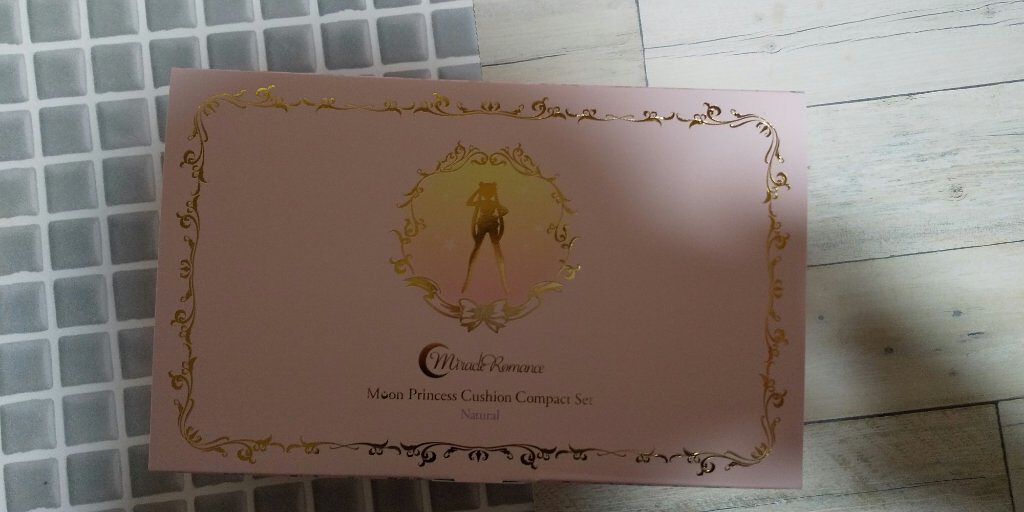 Miracle Romance
Moon Princess Cushion Compact Set
Natural